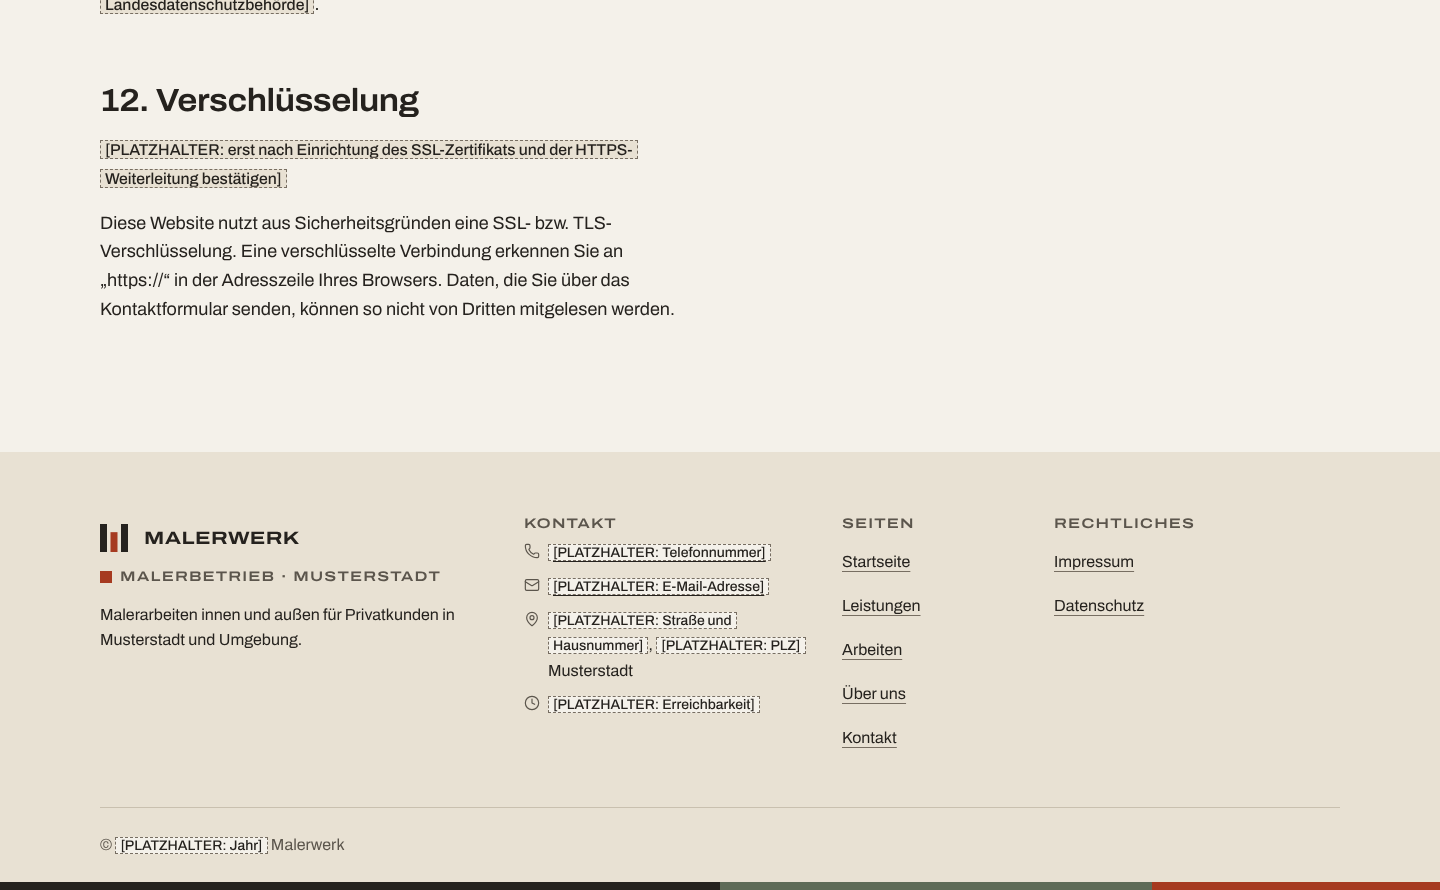 Landesdatenschutzbehörde].
12. Verschlüsselung
[PLATZHALTER: erst nach Einrichtung des SSL-Zertifikats und der HTTPS-
Weiterleitung bestätigen]
Diese Website nutzt aus Sicherheitsgründen eine SSL- bzw. TLS-
Verschlüsselung. Eine verschlüsselte Verbindung erkennen Sie an
„https://“ in der Adresszeile Ihres Browsers. Daten, die Sie über das
Kontaktformular senden, können so nicht von Dritten mitgelesen werden.
MALERWERK
MALERBETRIEB · MUSTERSTADT
Malerarbeiten innen und außen für Privatkunden in
Musterstadt und Umgebung.
KONTAKT
[PLATZHALTER: Telefonnummer]
[PLATZHALTER: E-Mail-Adresse]
[PLATZHALTER: Straße und
Hausnummer], [PLATZHALTER: PLZ]
Musterstadt
[PLATZHALTER: Erreichbarkeit]
SEITEN
Startseite
Leistungen
Arbeiten
Über uns
Kontakt
RECHTLICHES
Impressum
Datenschutz
© [PLATZHALTER: Jahr] Malerwerk